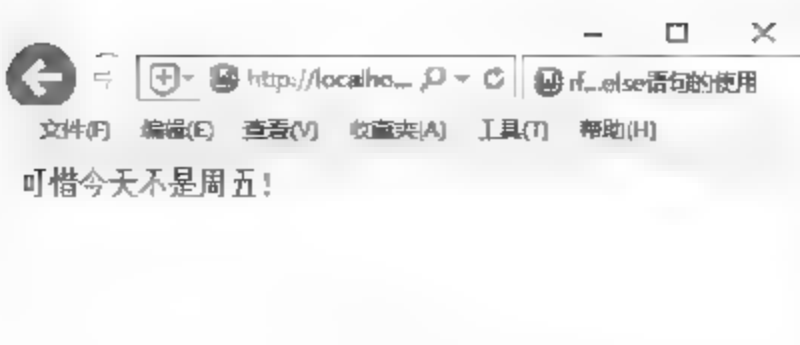 http://localho... if...else语句的使用
文件(F) 编辑(E) 查看(V) 收藏夹(A) 工具(T) 帮助(H)
可惜今天不是周五！